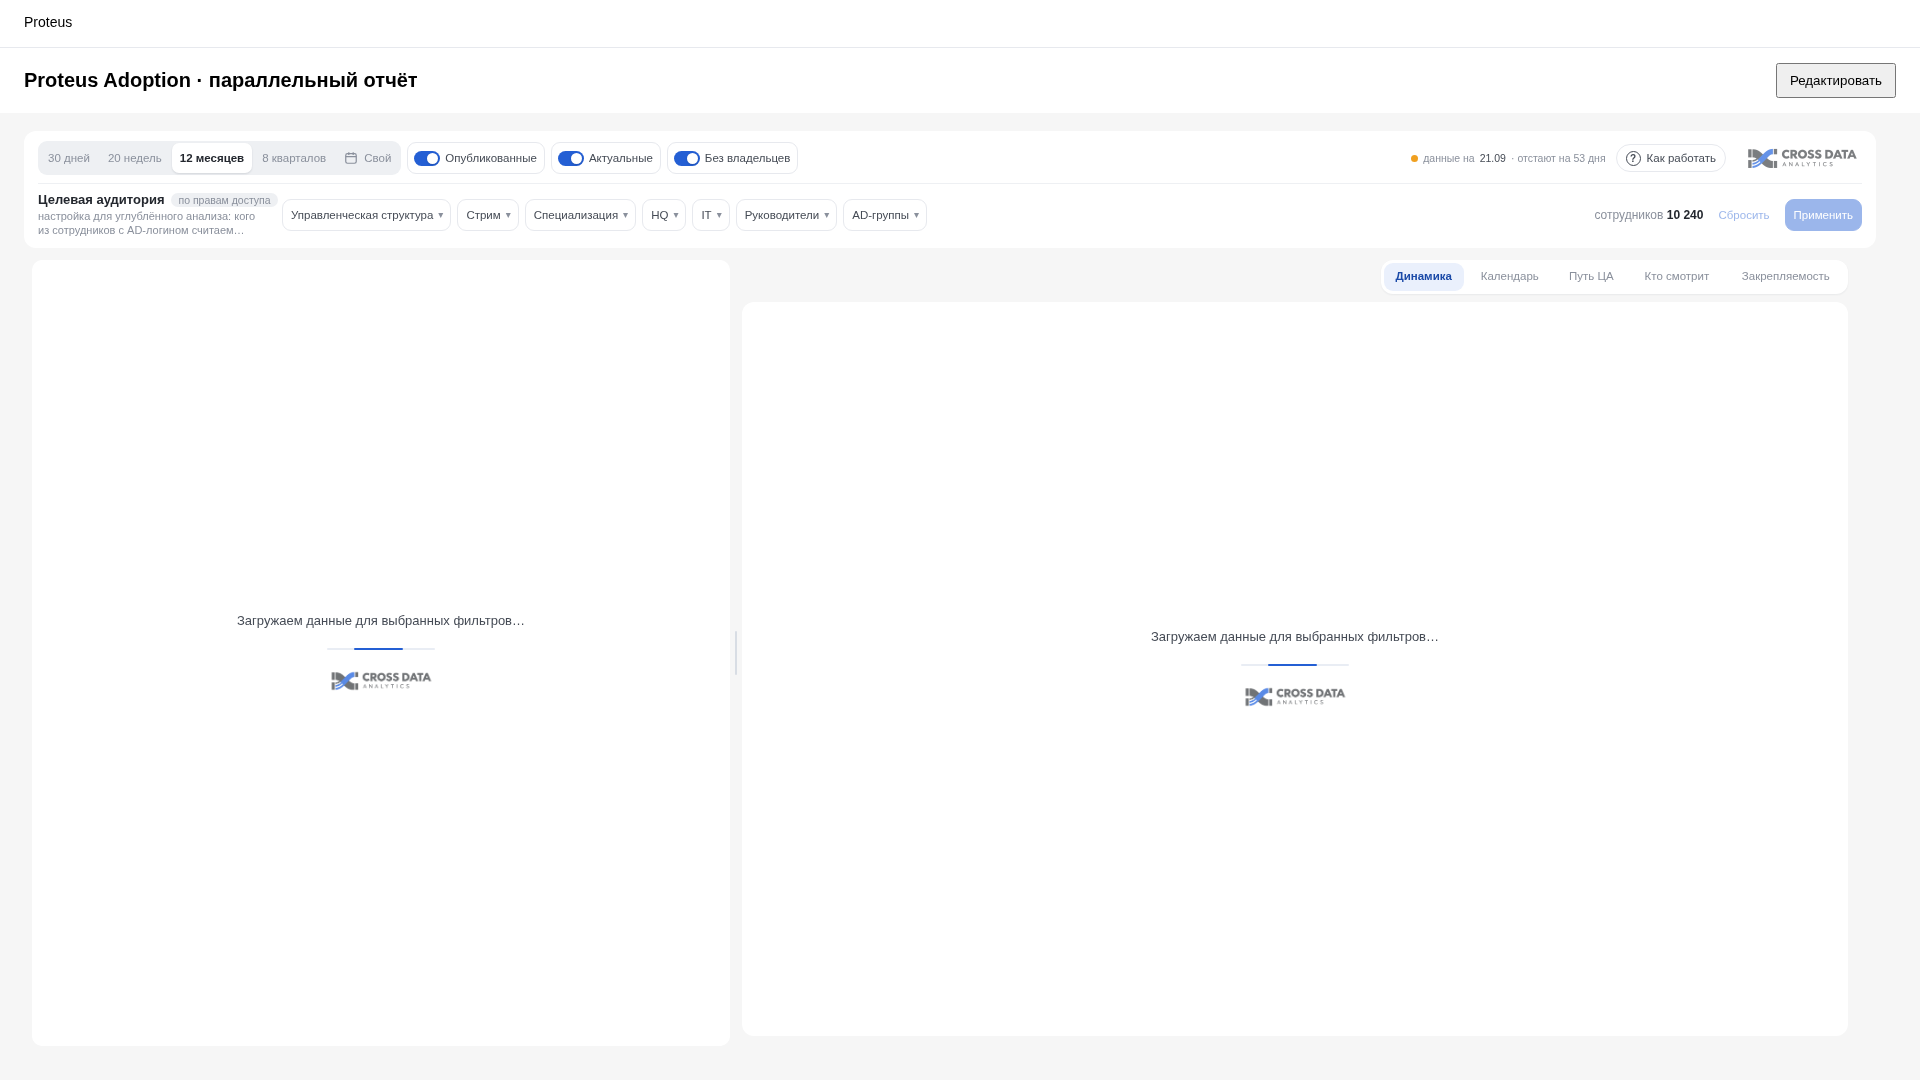 Proteus
Proteus Adoption · параллельный отчёт
Редактировать
30 дней 20 недель 12 месяцев 8 кварталов Свой Опубликованные Актуальные Без владельцев данные на 21.09 · отстают на 53 дня ? Как работать CROSS DATA ANALYTICS
Целевая аудитория по правам доступа
настройка для углублённого анализа: кого
из сотрудников с AD-логином считаем…
Управленческая структура Стрим Специализация HQ IT Руководители AD-группы сотрудников 10 240 Сбросить Применить
Динамика Календарь Путь ЦА Кто смотрит Закрепляемость
Загружаем данные для выбранных фильтров…
CROSS DATA
ANALYTICS
Загружаем данные для выбранных фильтров…
CROSS DATA
ANALYTICS